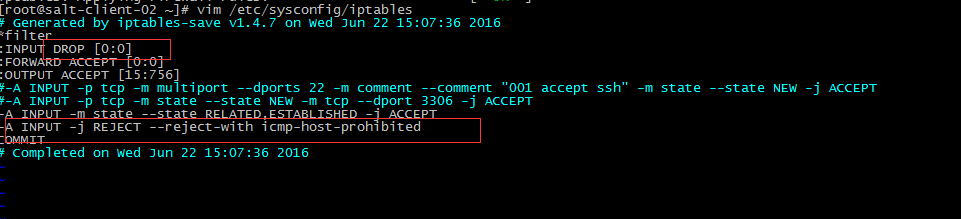 [root@salt-client-02 ~]# vim /etc/sysconfig/iptables
# Generated by iptables-save v1.4.7 on Wed Jun 22 15:07:36 2016
*filter
:INPUT DROP [0:0]
:FORWARD ACCEPT [0:0]
:OUTPUT ACCEPT [15:756]
#-A INPUT -p tcp -m multiport --dports 22 -m comment --comment "001 accept ssh" -m state --state NEW -j ACCEPT
#-A INPUT -p tcp -m state --state NEW -m tcp --dport 3306 -j ACCEPT
-A INPUT -m state --state RELATED,ESTABLISHED -j ACCEPT
-A INPUT -j REJECT --reject-with icmp-host-prohibited
COMMIT
# Completed on Wed Jun 22 15:07:36 2016
~
~
~
~